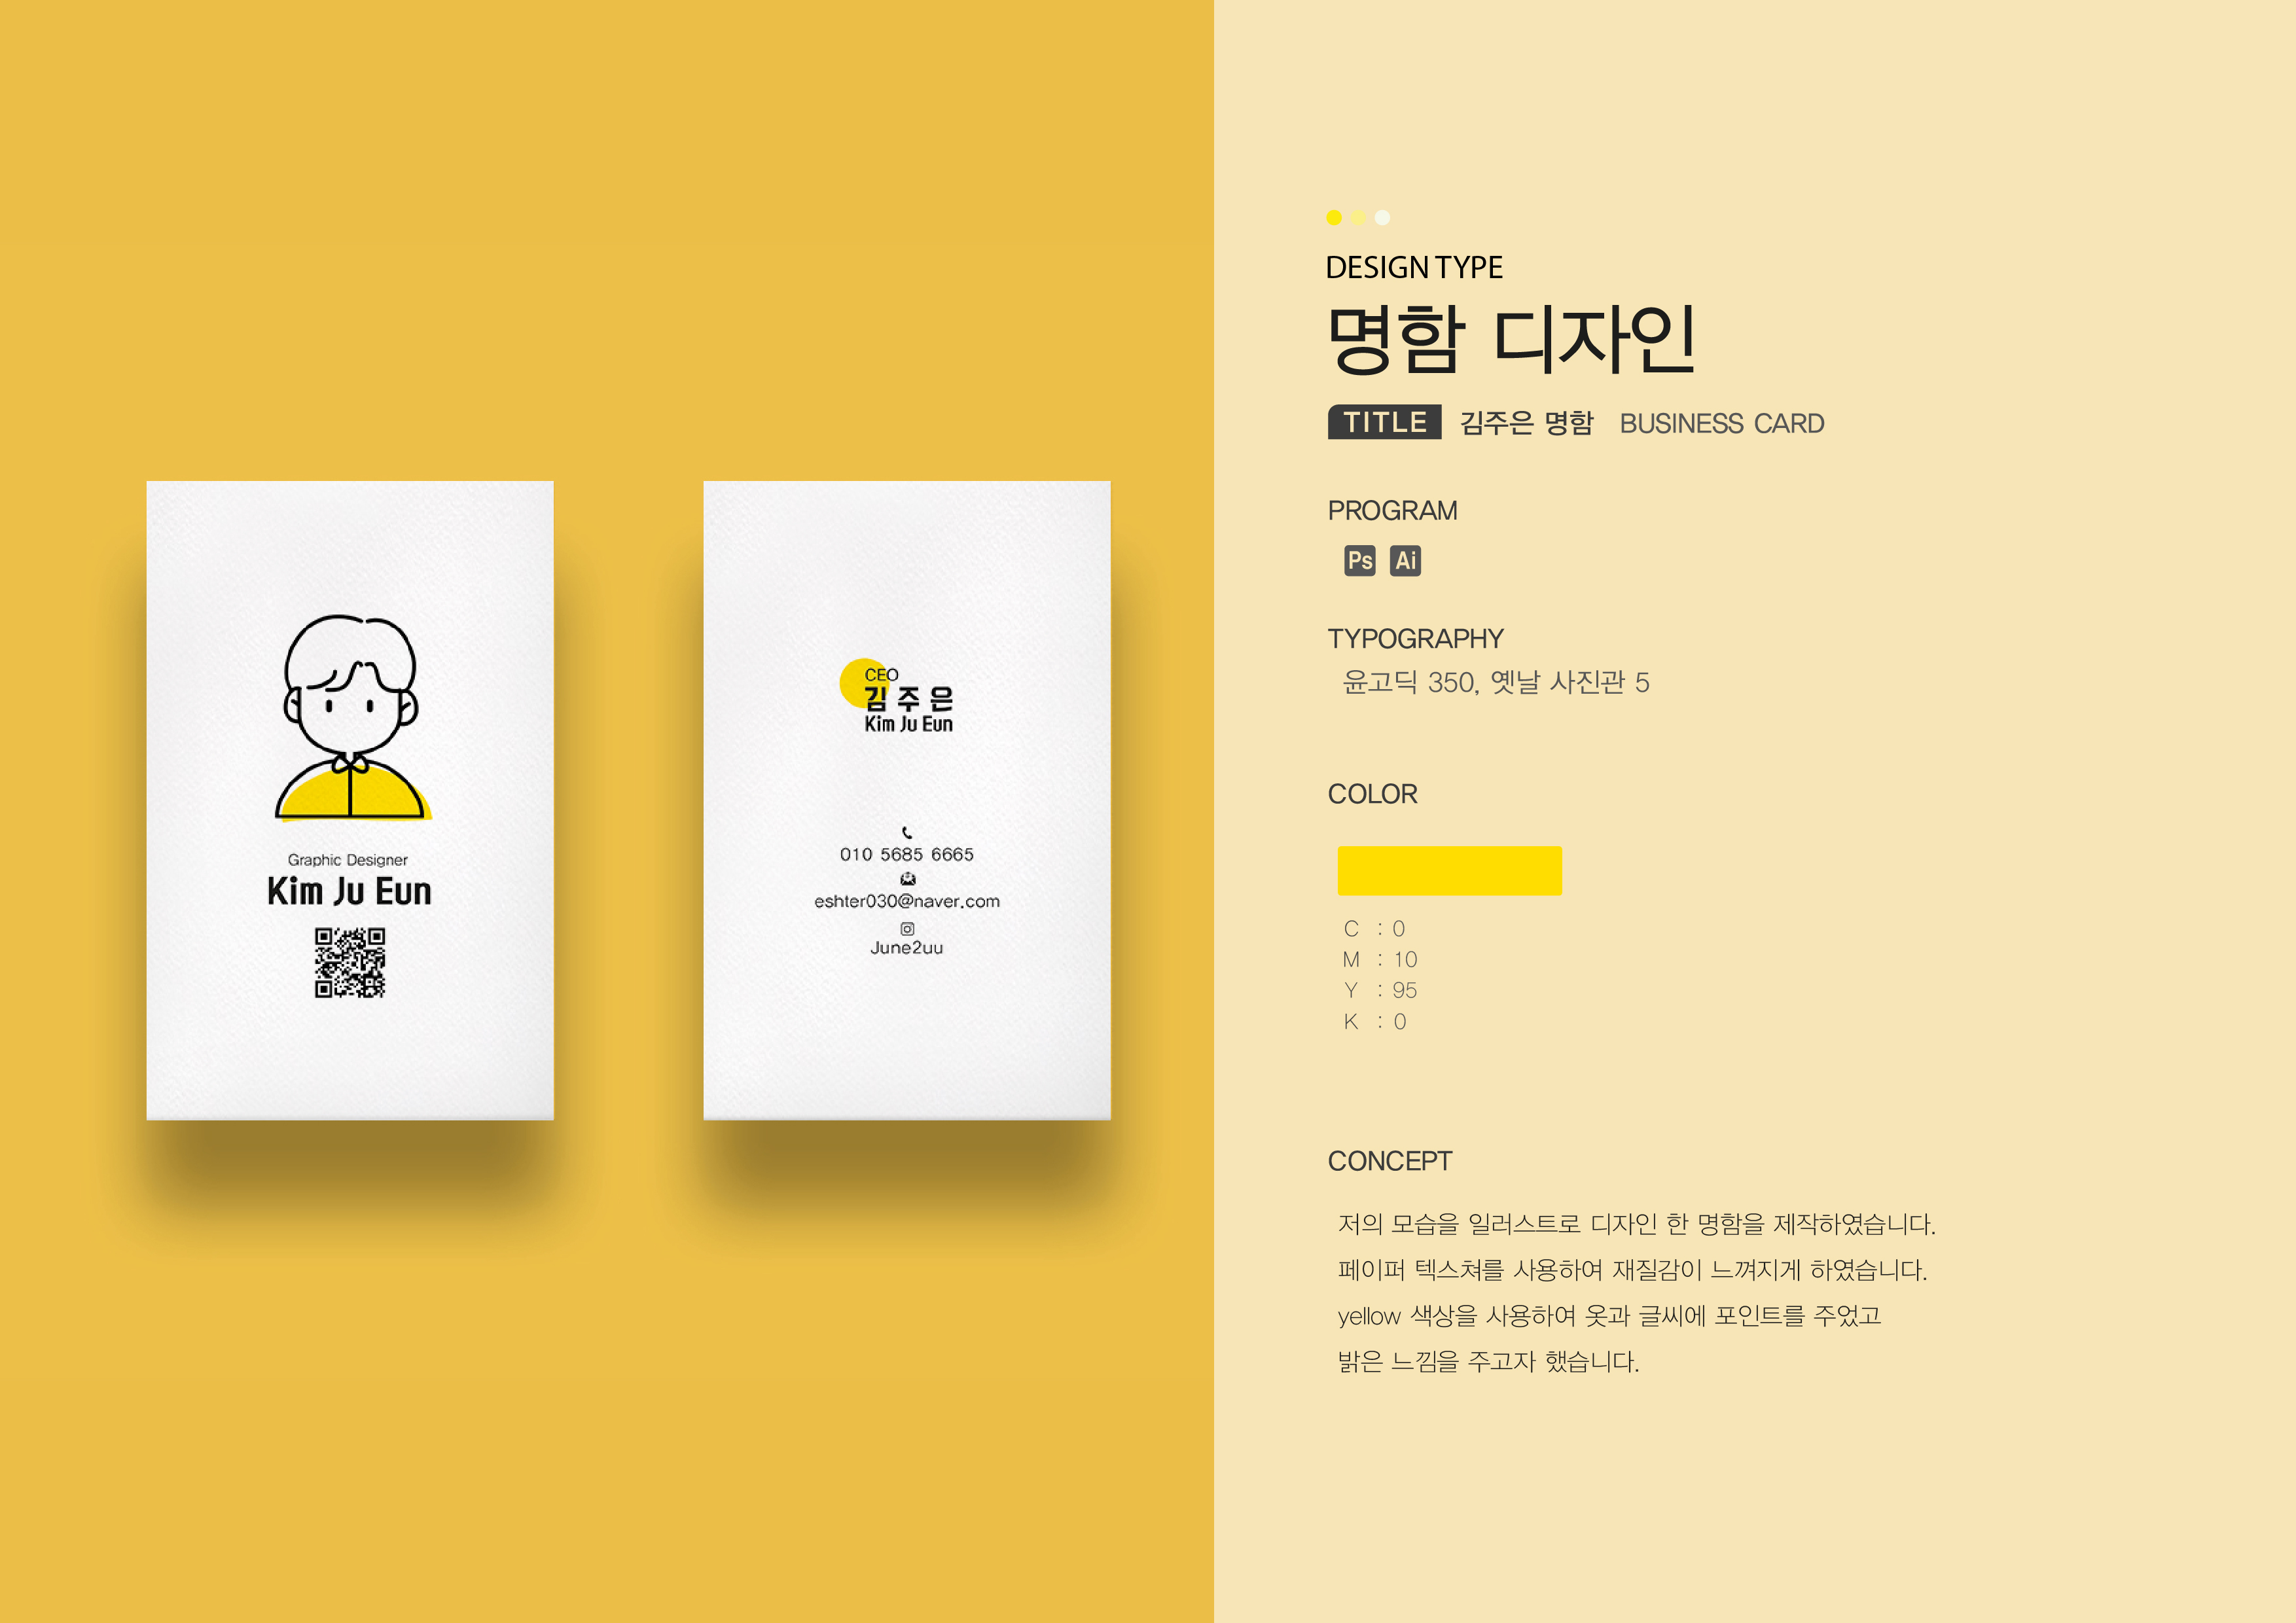 Graphic Designer
Kim Ju Eun
CEO
김 주 은
Kim Ju Eun
010 5685 6665
eshter030@naver.com
June2uu
DESIGN TYPE
명함 디자인
TITLE 김주은 명함 BUSINESS CARD
PROGRAM
Ps Ai
TYPOGRAPHY
윤고딕 350, 옛날 사진관 5
COLOR
C : 0
M : 10
Y : 95
K : 0
CONCEPT
저의 모습을 일러스트로 디자인 한 명함을 제작하였습니다.
페이퍼 텍스쳐를 사용하여 재질감이 느껴지게 하였습니다.
yellow 색상을 사용하여 옷과 글씨에 포인트를 주었고
밝은 느낌을 주고자 했습니다.